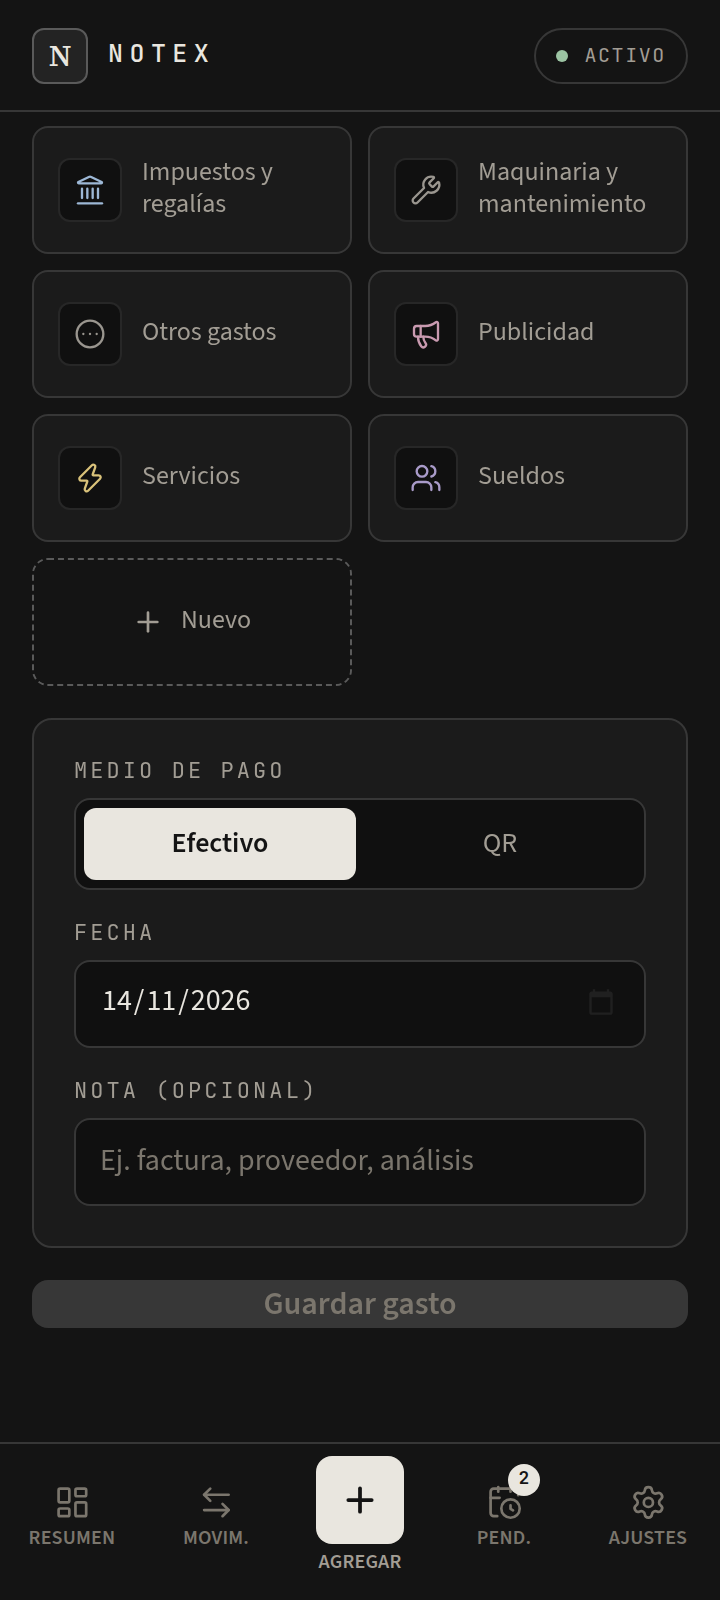 N NOTEX
ACTIVO
Impuestos y
regalías
Maquinaria y
mantenimiento
Otros gastos
Publicidad
Servicios
Sueldos
+ Nuevo
MEDIO DE PAGO
Efectivo
QR
FECHA
14/11/2026
NOTA (OPCIONAL)
Ej. factura, proveedor, análisis
Guardar gasto
RESUMEN
MOVIM.
AGREGAR
2
PEND.
AJUSTES